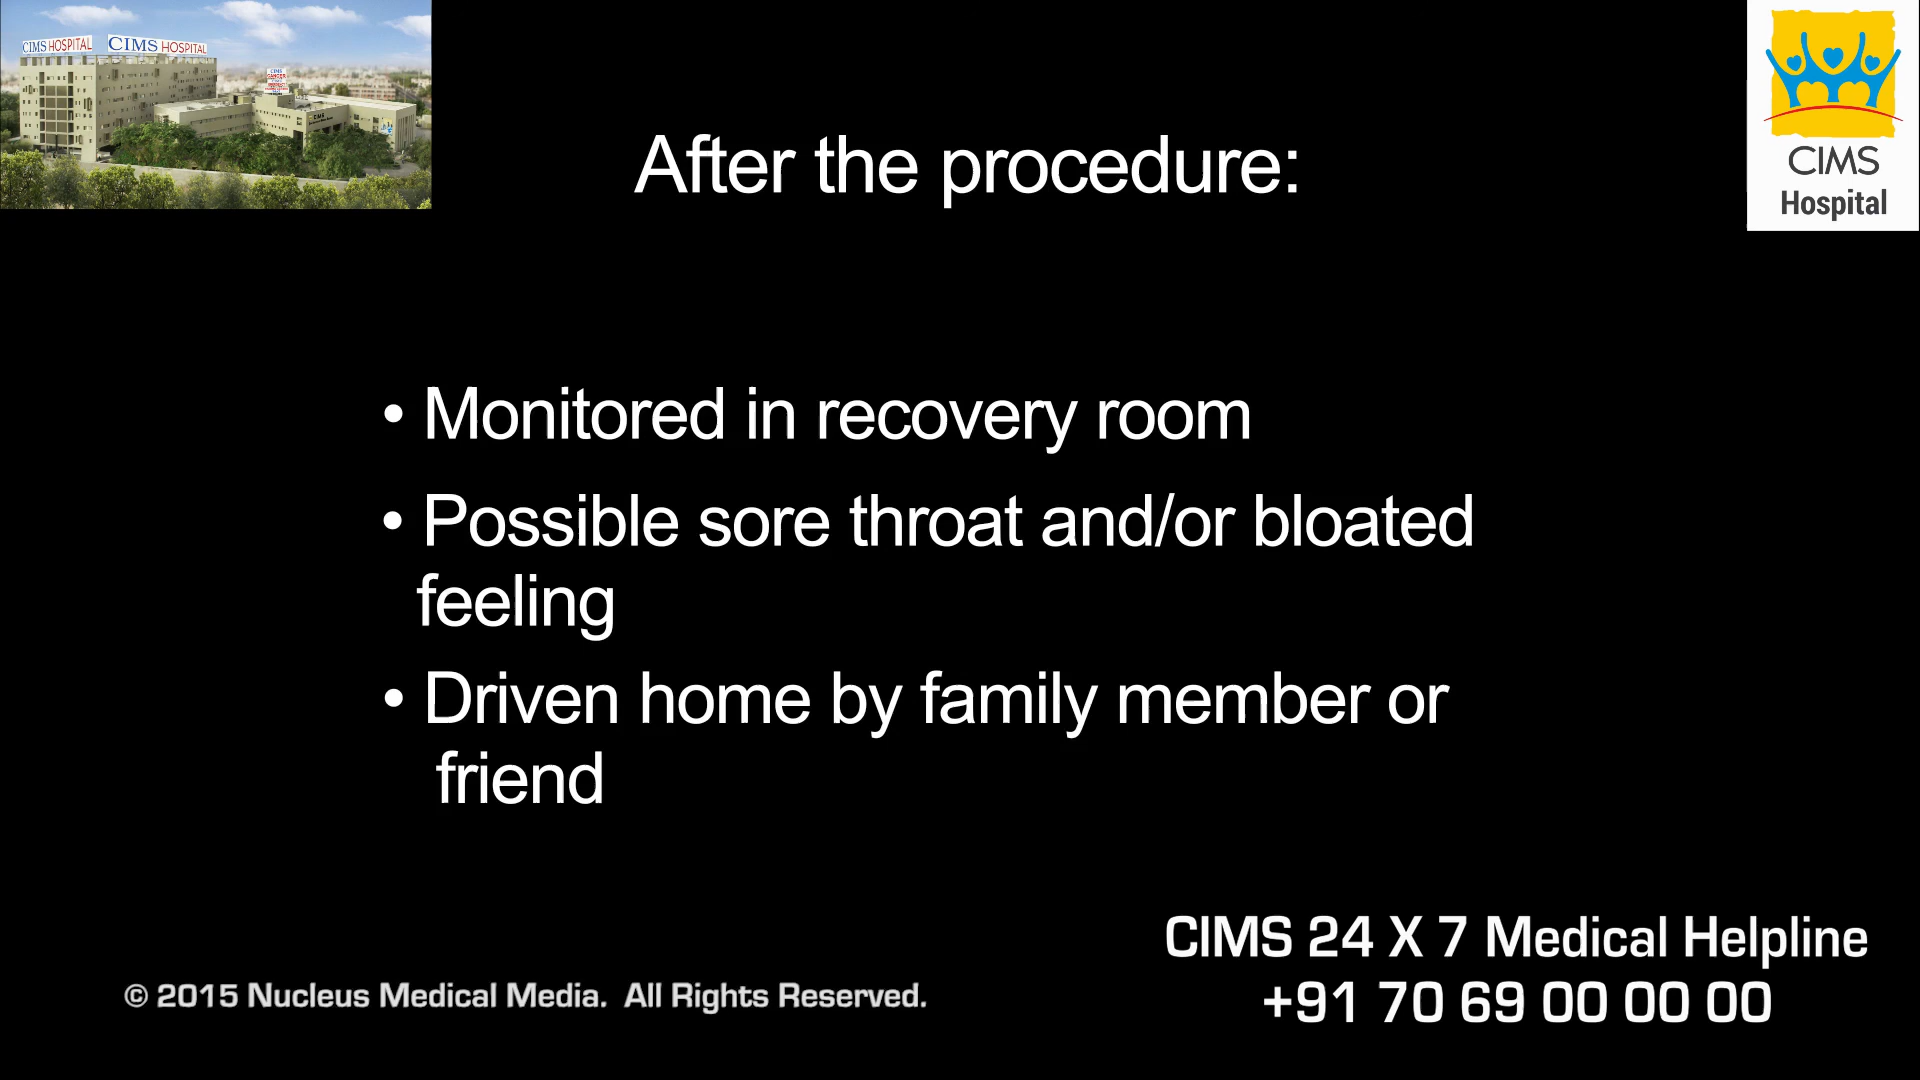 CIMS HOSPITAL CIMS HOSPITAL
CIMS
Hospital
After the procedure:
• Monitored in recovery room
• Possible sore throat and/or bloated
feeling
• Driven home by family member or
friend
CIMS 24 X 7 Medical Helpline
+91 70 69 00 00 00
© 2015 Nucleus Medical Media. All Rights Reserved.